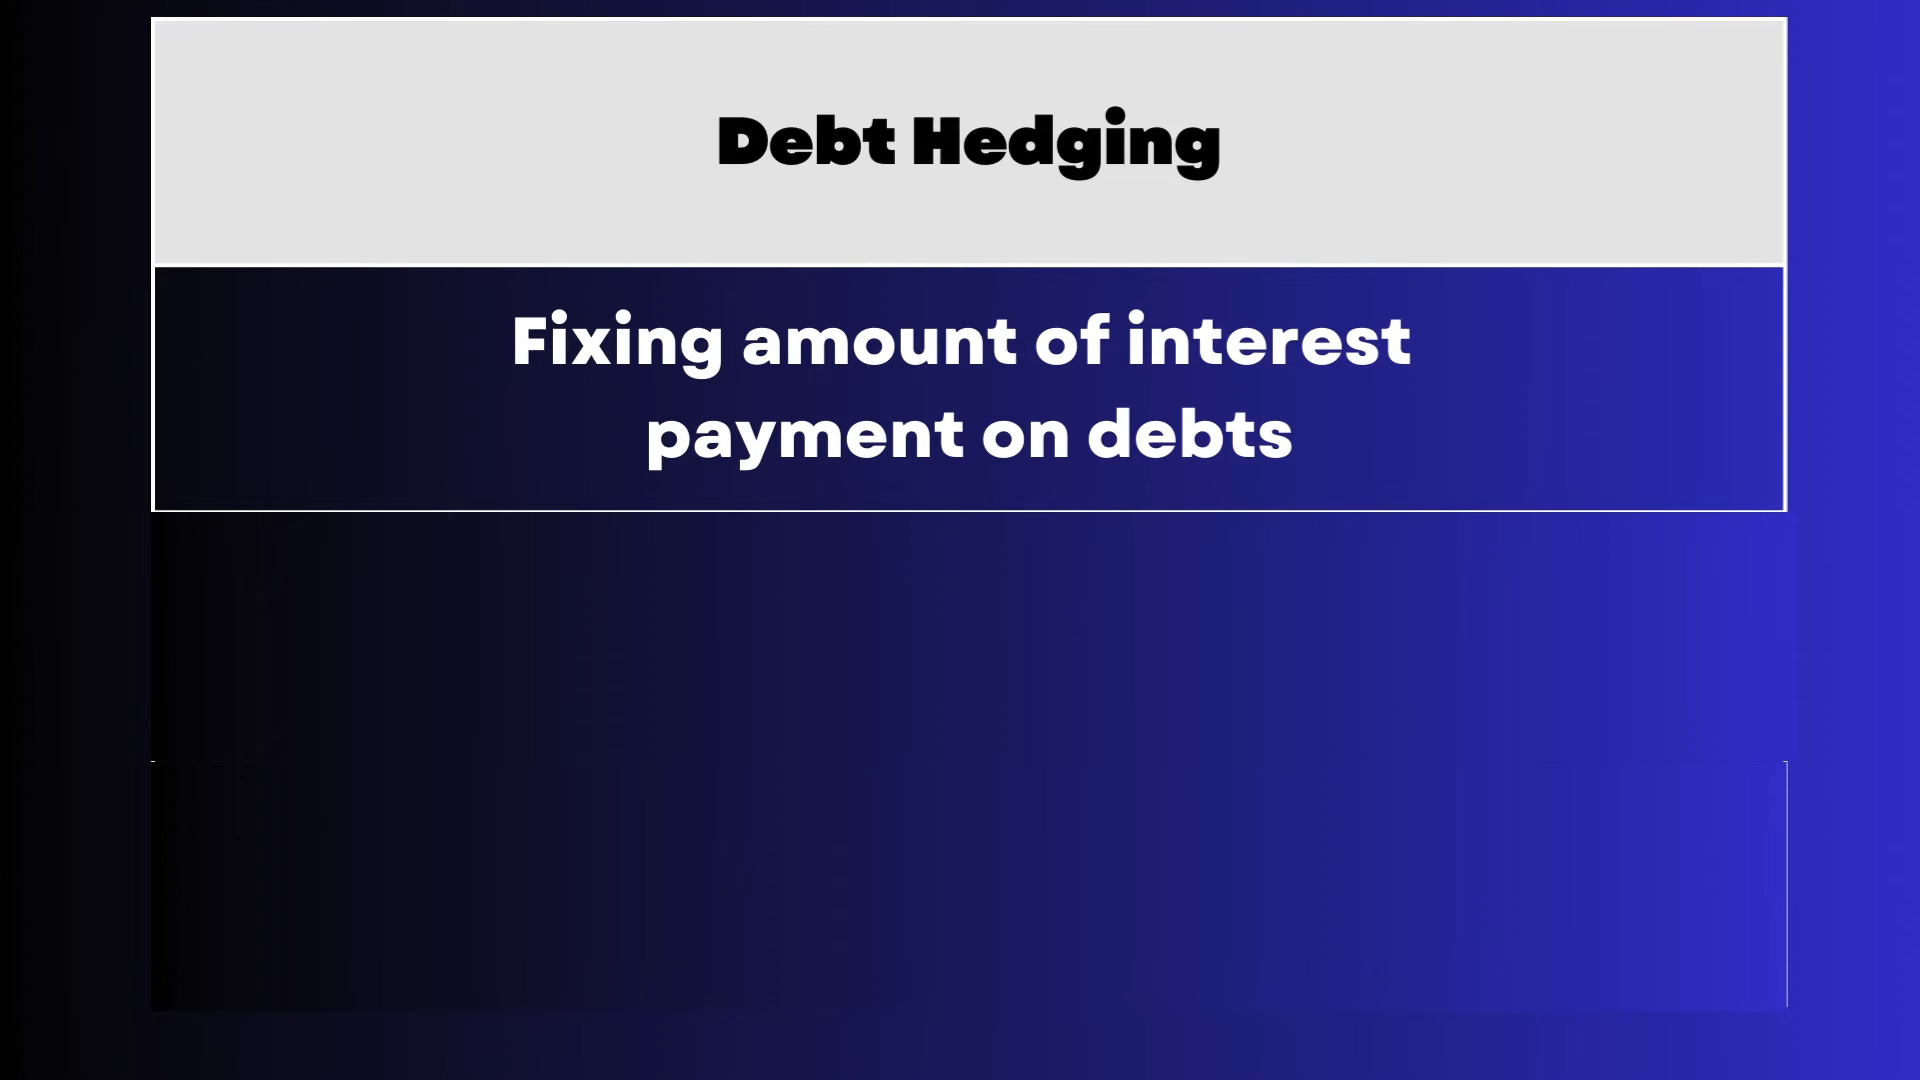 Debt Hedging
Fixing amount of interest
payment on debts